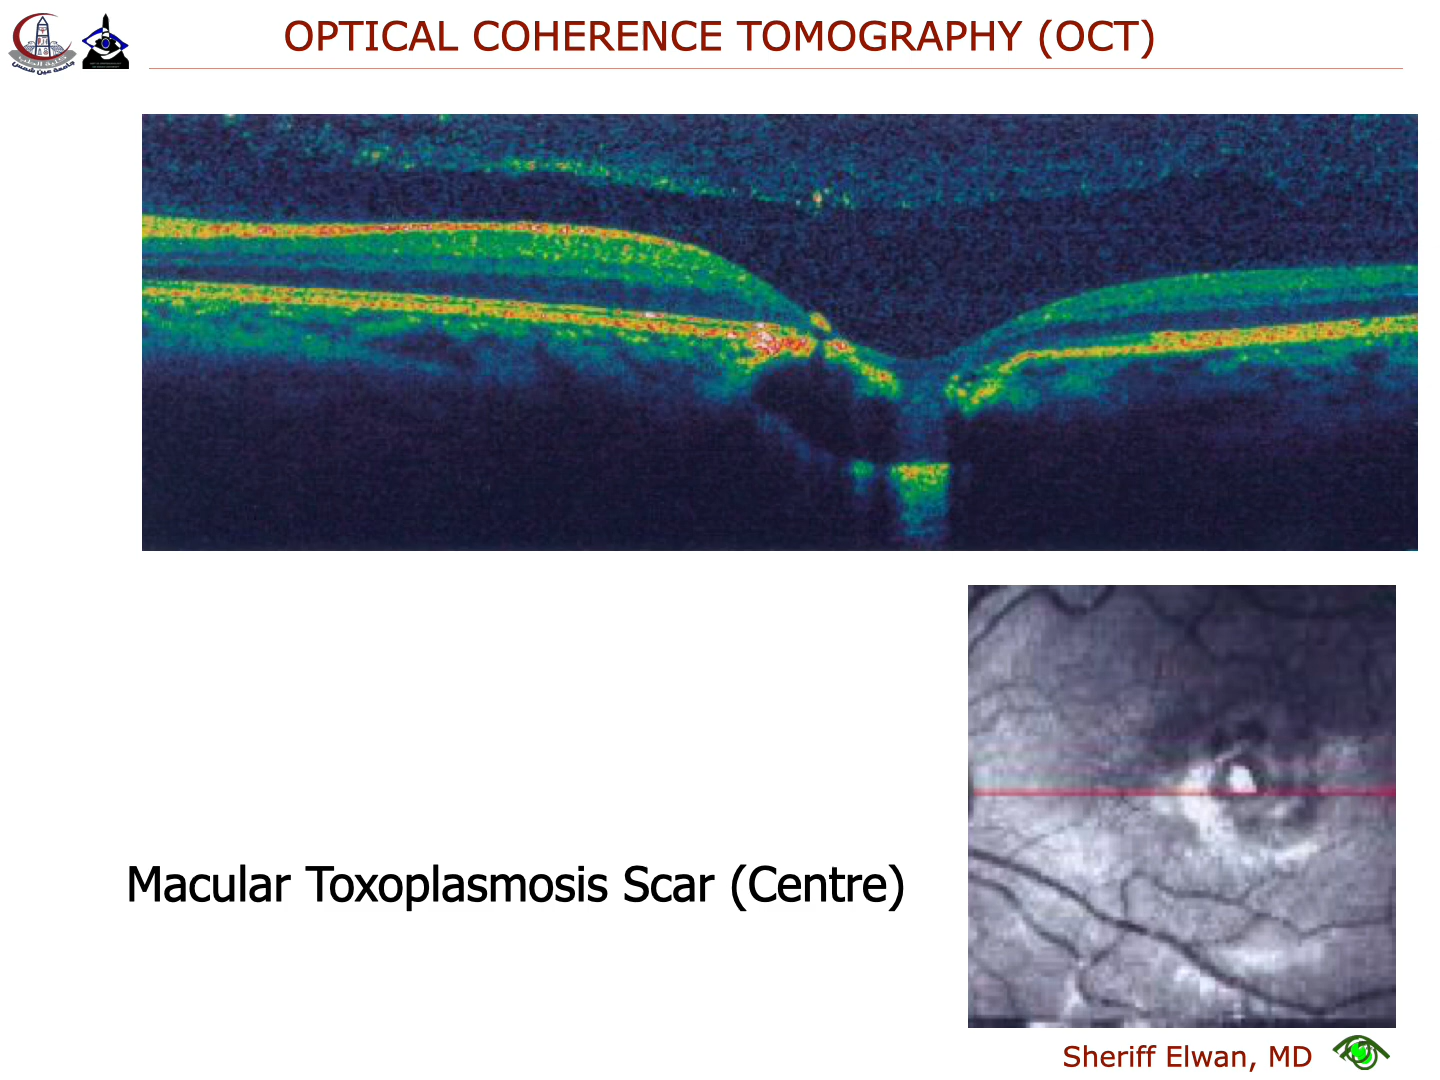 OPTICAL COHERENCE TOMOGRAPHY (OCT)
Macular Toxoplasmosis Scar (Centre)
Sheriff Elwan, MD